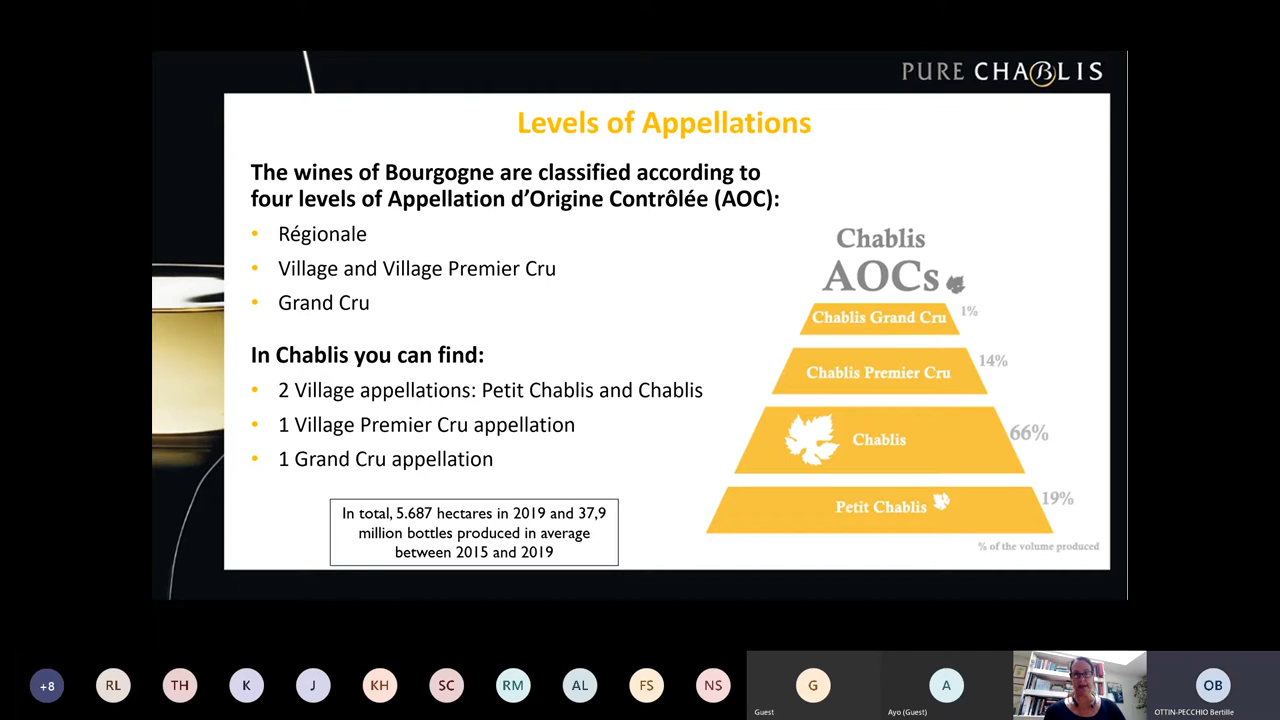 PURE CHABLIS
Levels of Appellations
The wines of Bourgogne are classified according to
four levels of Appellation d'Origine Contrôlée (AOC):
• Régionale
• Village and Village Premier Cru
• Grand Cru
In Chablis you can find:
• 2 Village appellations: Petit Chablis and Chablis
• 1 Village Premier Cru appellation
• 1 Grand Cru appellation
In total, 5.687 hectares in 2019 and 37,9
million bottles produced in average
between 2015 and 2019
Chablis
AOCs
Chablis Grand Cru 1%
Chablis Premier Cru 14%
Chablis 66%
Petit Chablis 19%
% of the volume produced
+8 RL TH K J KH SC RM AL FS NS G A OB
Guest Ayo (Guest) OTTIN-PECCHIO Bertille